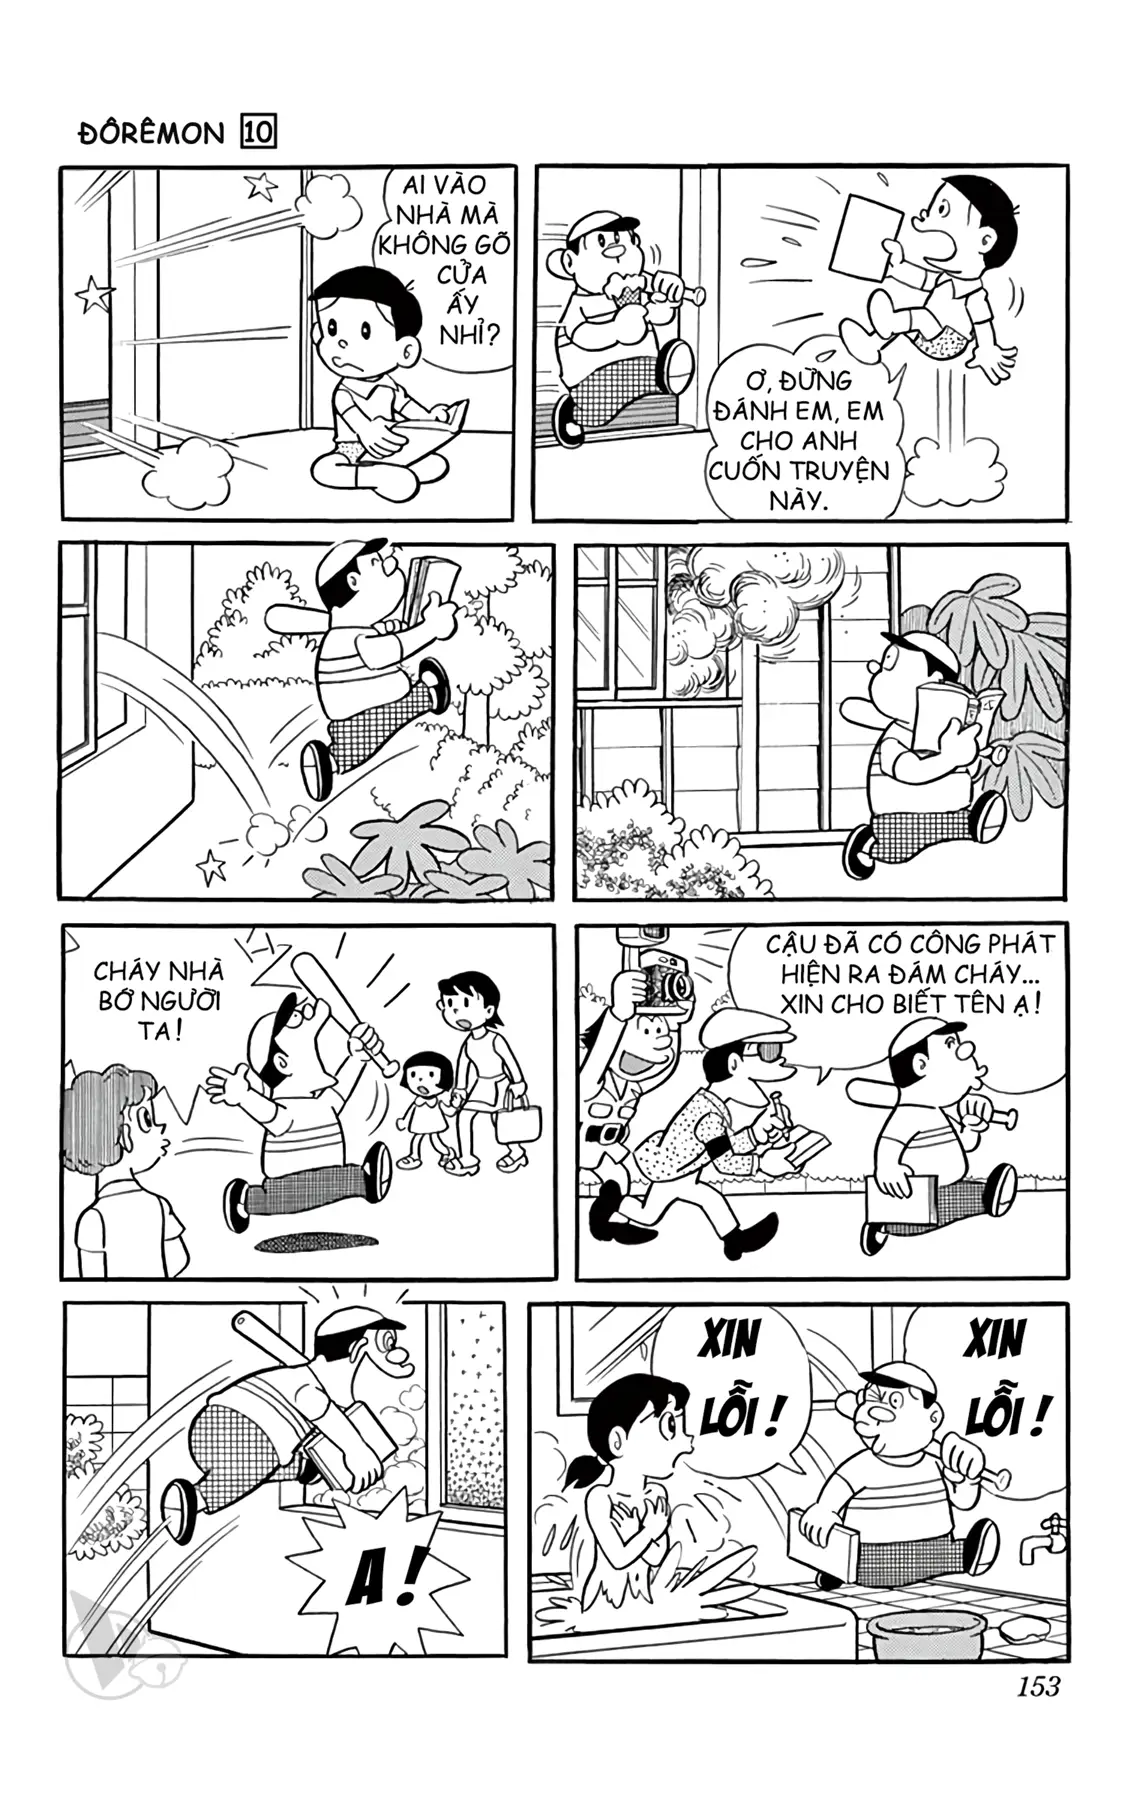 ĐÔRÊMON 10
AI VÀO
NHÀ MÀ
KHÔNG GÕ
CỬA
ẤY
NHỈ?
Ơ, ĐỪNG
ĐÁNH EM, EM
CHO ANH
CUỐN TRUYỆN
NÀY.
CHÁY NHÀ
BỚ NGƯỜI
TA!
CẬU ĐÃ CÓ CÔNG PHÁT
HIỆN RA ĐÁM CHÁY...
XIN CHO BIẾT TÊN Ạ!
A!
XIN
LỖI!
XIN
LỖI!
153